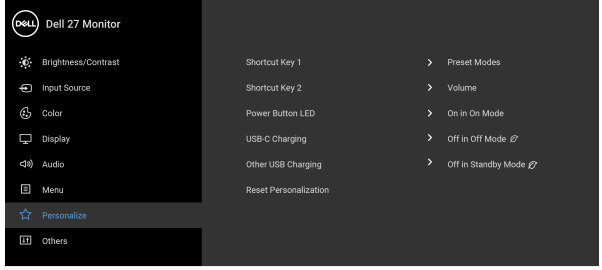 DELL Dell 27 Monitor
Brightness/Contrast Shortcut Key 1 Preset Modes
Input Source Shortcut Key 2 Volume
Color Power Button LED On in On Mode
Display USB-C Charging Off in Off Mode
Audio Other USB Charging Off in Standby Mode
Menu Reset Personalization
Personalize
Others